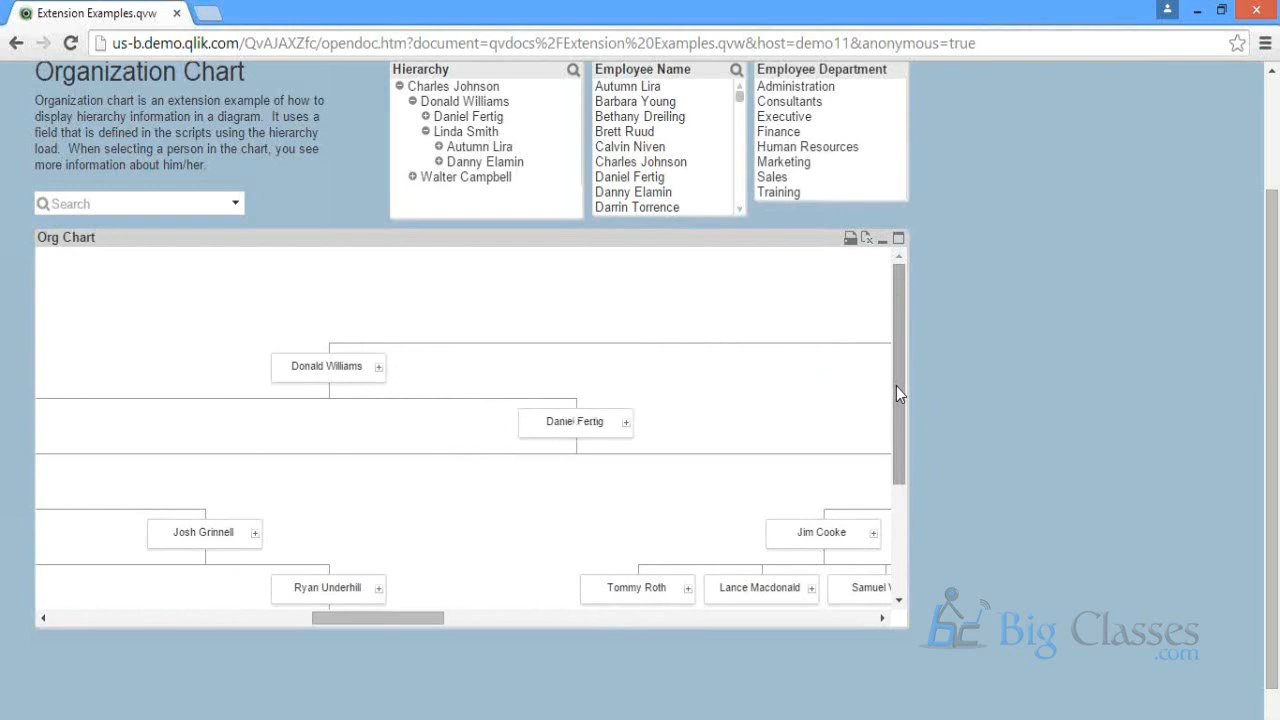 Extension Examples.qvw
us-b.demo.qlik.com/QvAJAXZfc/opendoc.htm?document=qvdocs%2FExtension%20Examples.qvw&host=demo11&anonymous=true
Organization Chart
Organization chart is an extension example of how to
display hierarchy information in a diagram. It uses a
field that is defined in the scripts using the hierarchy
load. When selecting a person in the chart, you see
more information about him/her.
Search
Hierarchy
Charles Johnson
Donald Williams
Daniel Fertig
Linda Smith
Autumn Lira
Danny Elamin
Walter Campbell
Employee Name
Autumn Lira
Barbara Young
Bethany Dreiling
Brett Ruud
Calvin Niven
Charles Johnson
Daniel Fertig
Danny Elamin
Darrin Torrence
Employee Department
Administration
Consultants
Executive
Finance
Human Resources
Marketing
Sales
Training
Org Chart
Donald Williams
Daniel Fertig
Josh Grinnell
Jim Cooke
Ryan Underhill
Tommy Roth
Lance Macdonald
Samuel
Big Classes
.com